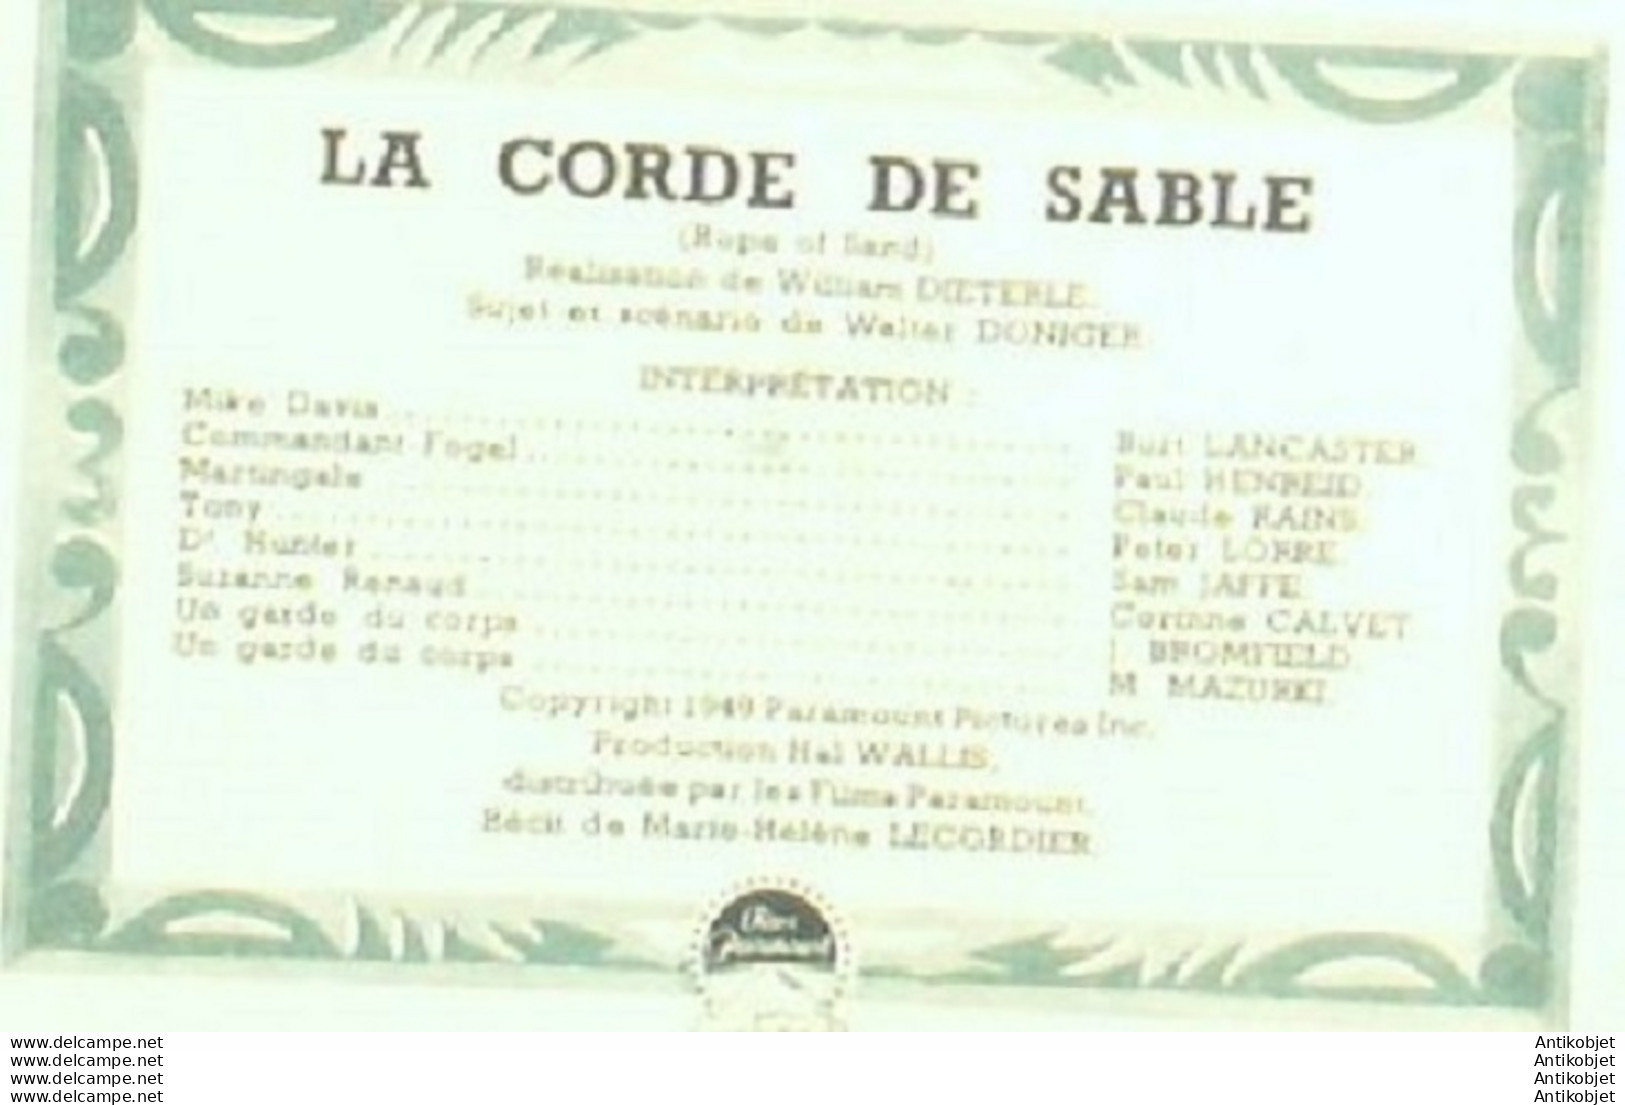 LA CORDE DE SABLE
(Rope of Sand)
Réalisation de William DIETERLE.
Sujet et scénario de Walter DONIGER.
INTERPRÉTATION :
Mike Davis .......... Burt LANCASTER.
Commandant Fogel .......... Paul HENREID.
Martingale .......... Claude RAINS.
Tony .......... Peter LORRE.
Dr Hunter .......... Sam JAFFE.
Suzanne Renaud .......... Corinne CALVET.
Un garde du corps .......... J. BROMFIELD.
Un garde du corps .......... M. MAZURKI.
Copyright 1949 Paramount Pictures Inc.
Production Hal WALLIS,
distribuée par les Films Paramount.
Récit de Marie-Hélène LECORDIER.
Films
Paramount
www.delcampe.net Antikobjet
www.delcampe.net Antikobjet
www.delcampe.net Antikobjet
www.delcampe.net Antikobjet